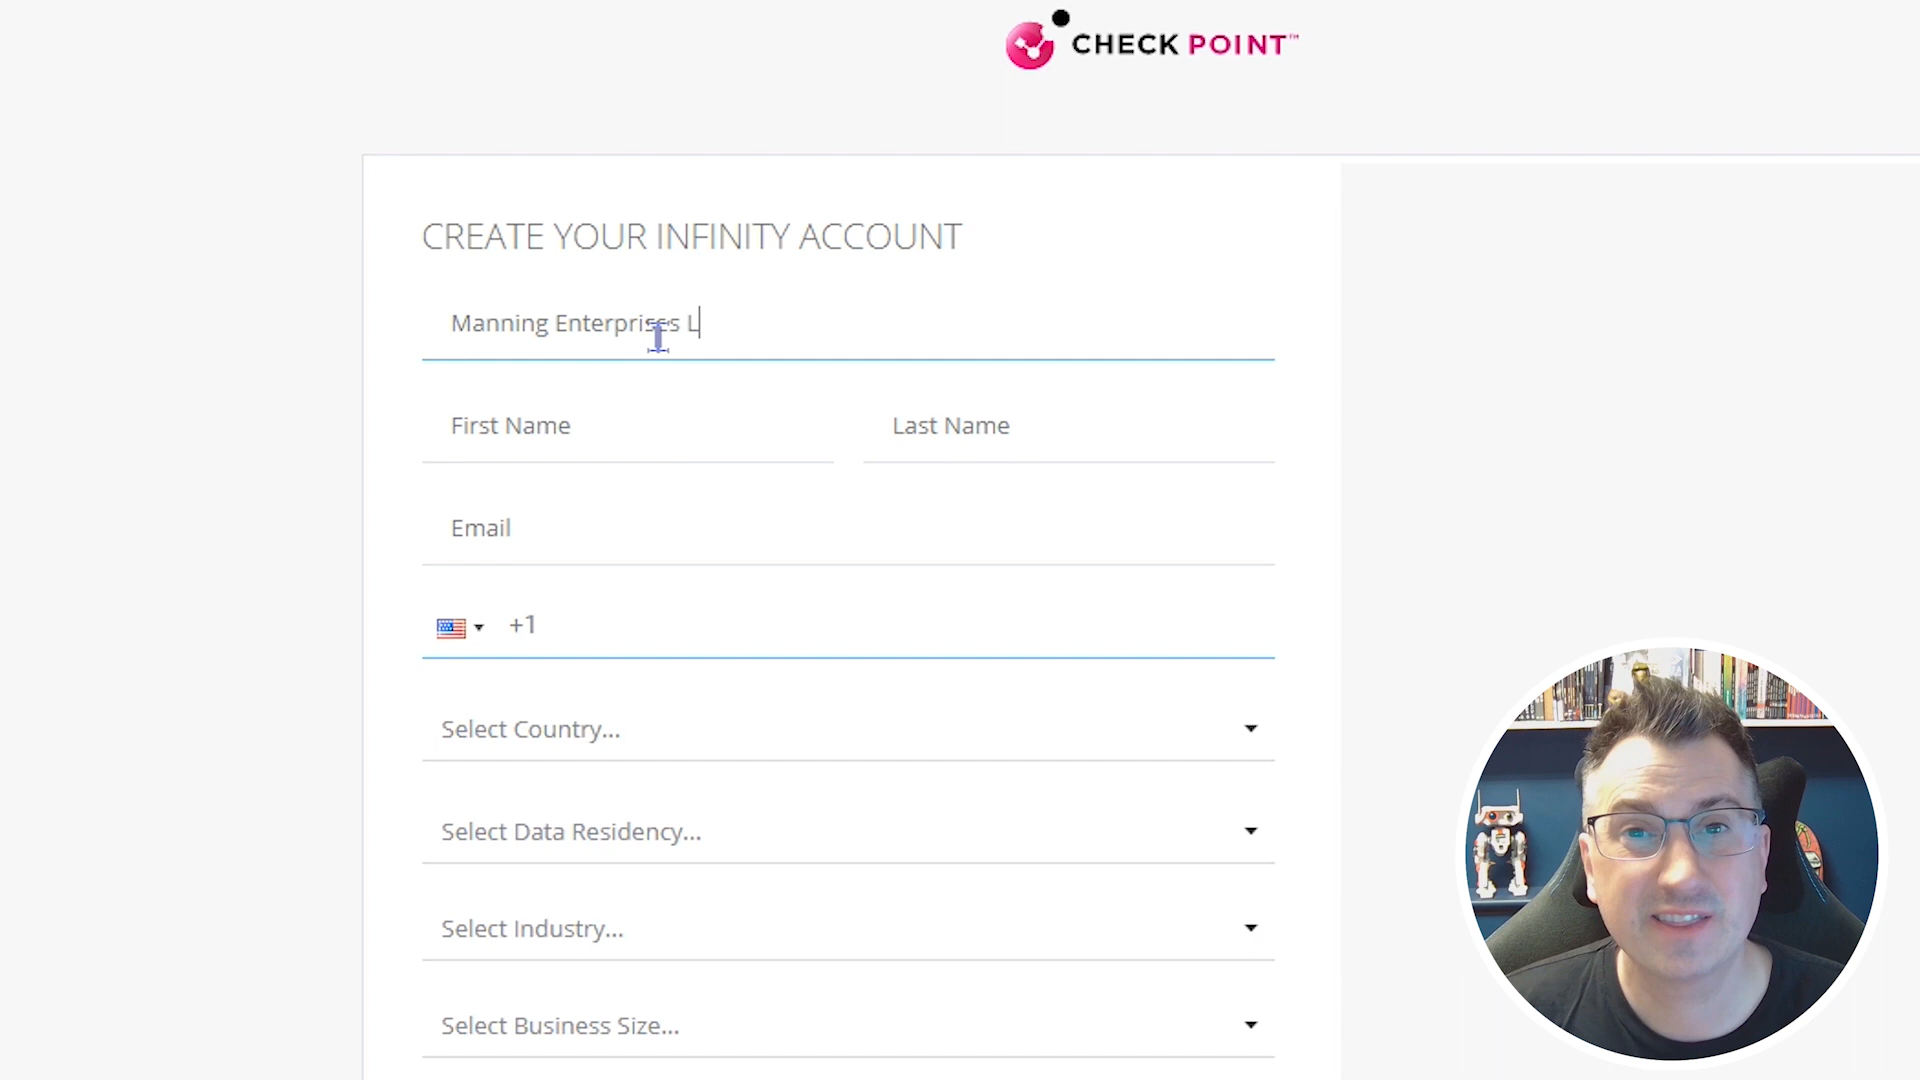 CHECK POINT™
CREATE YOUR INFINITY ACCOUNT
Manning Enterprises L
First Name Last Name
Email
+1
Select Country...
Select Data Residency...
Select Industry...
Select Business Size...